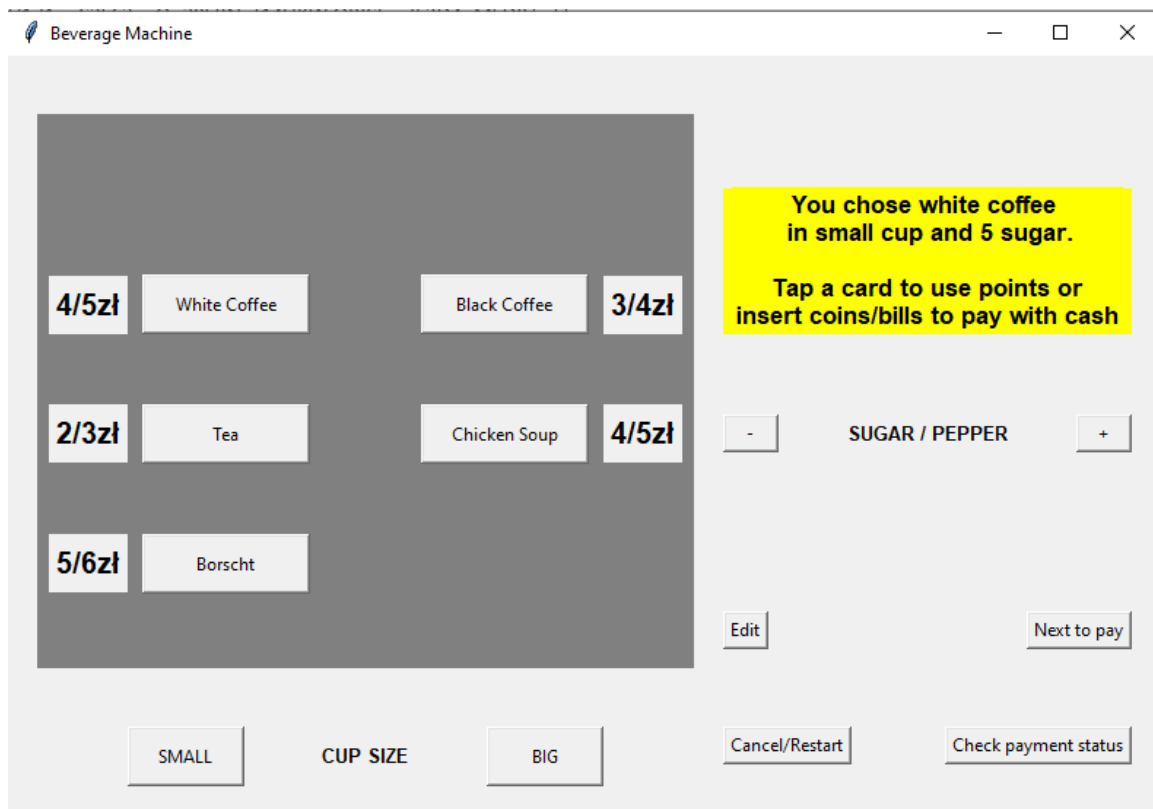 Beverage Machine
You chose white coffee
in small cup and 5 sugar.
Tap a card to use points or
insert coins/bills to pay with cash
4/5zł White Coffee Black Coffee 3/4zł
2/3zł Tea Chicken Soup 4/5zł
- SUGAR / PEPPER +
5/6zł Borscht
Edit Next to pay
SMALL CUP SIZE BIG
Cancel/Restart Check payment status